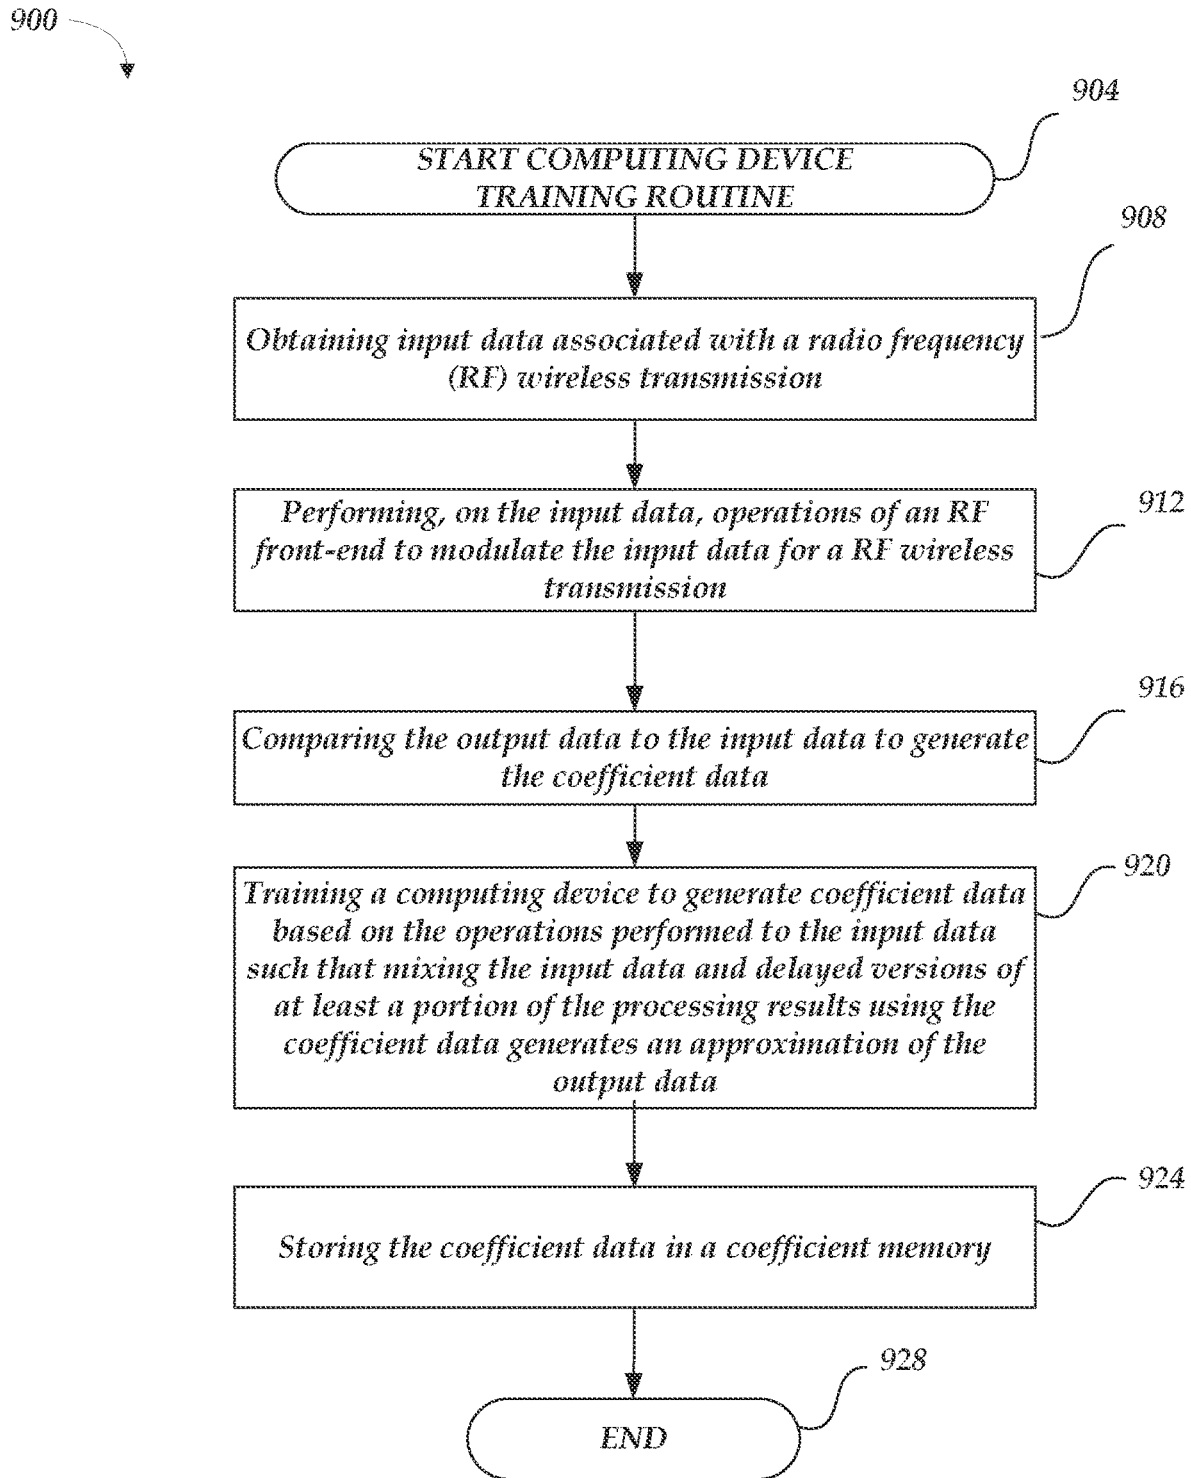 900
904
START COMPUTING DEVICE
TRAINING ROUTINE
908
Obtaining input data associated with a radio frequency
(RF) wireless transmission
912
Performing, on the input data, operations of an RF
front-end to modulate the input data for a RF wireless
transmission
916
Comparing the output data to the input data to generate
the coefficient data
920
Training a computing device to generate coefficient data
based on the operations performed to the input data
such that mixing the input data and delayed versions of
at least a portion of the processing results using the
coefficient data generates an approximation of the
output data
924
Storing the coefficient data in a coefficient memory
928
END